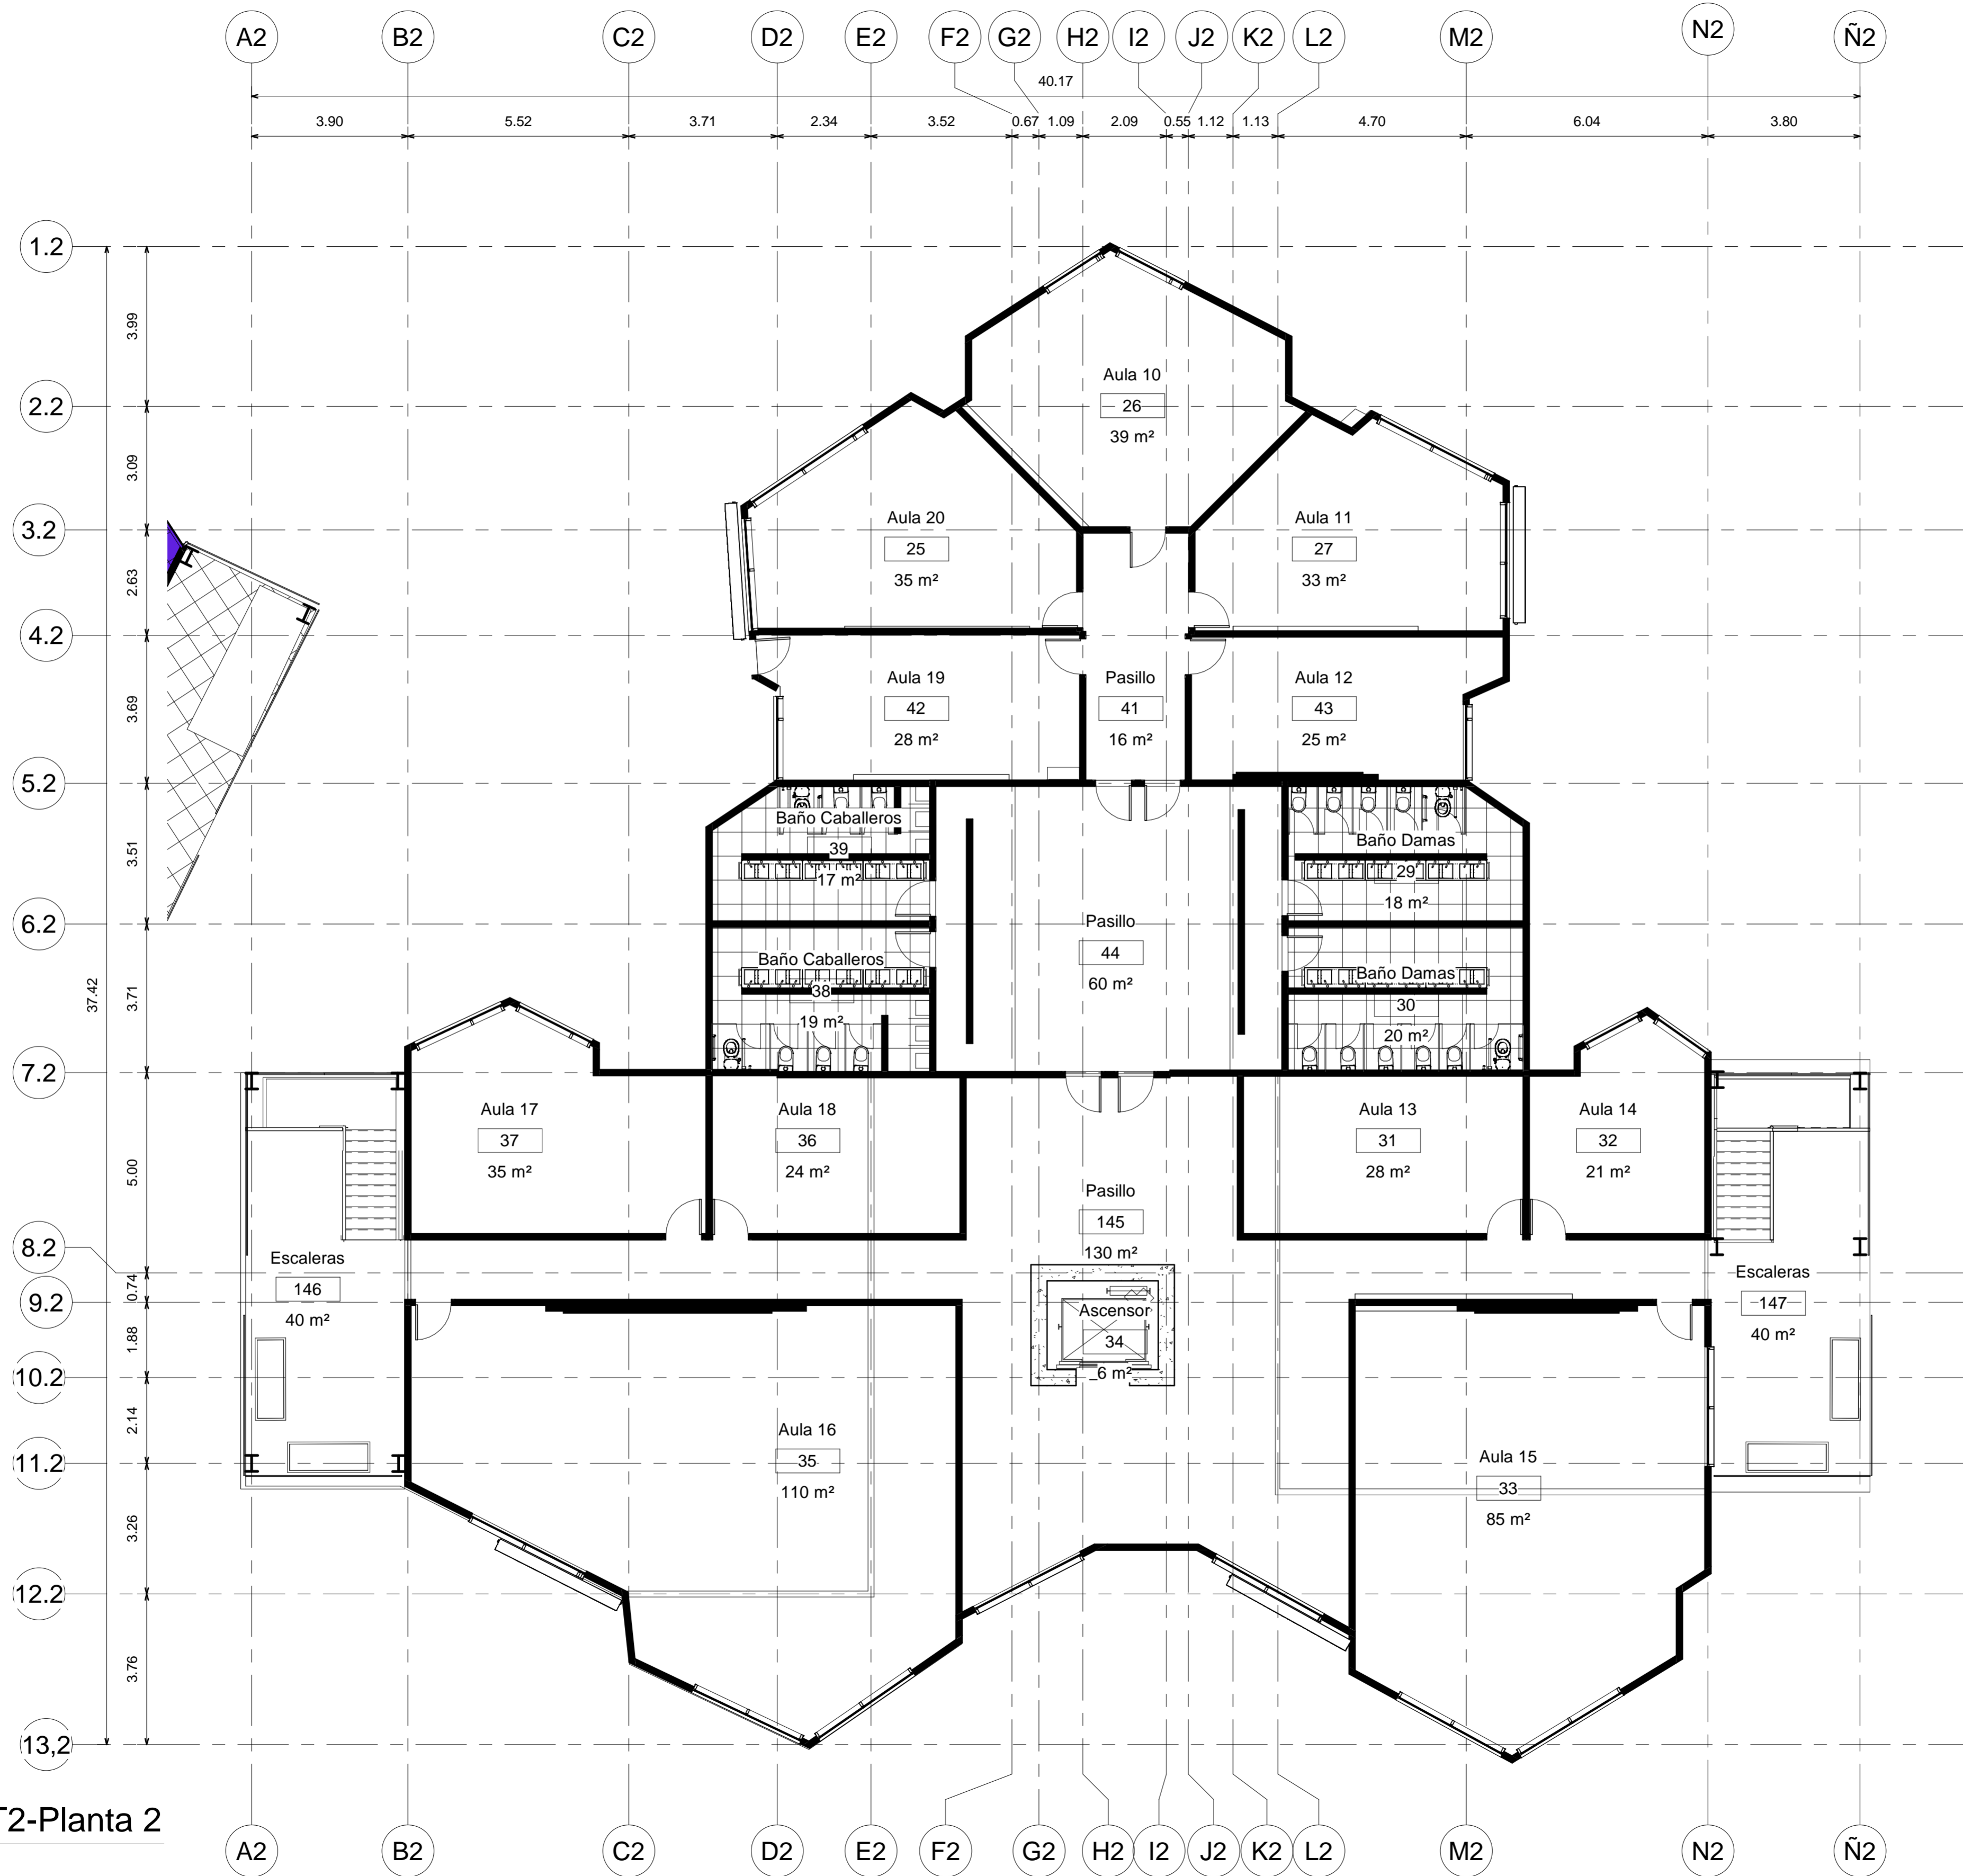 A2 B2 C2 D2 E2 F2 G2 H2 I2 J2 K2 L2 M2 N2 Ñ2
40.17
3.90 5.52 3.71 2.34 3.52 0.67 1.09 2.09 0.55 1.12 1.13 4.70 6.04 3.80
1.2
3.99
Aula 10
26
39 m²
2.2
3.09
Aula 20
25
35 m²
Aula 11
27
33 m²
3.2
2.63
4.2
3.69
Aula 19
42
28 m²
Pasillo
41
16 m²
Aula 12
43
25 m²
5.2
3.51
Baño Caballeros
39
17 m²
Baño Damas
29
18 m²
6.2
37.42
3.71
Pasillo
44
60 m²
Baño Caballeros
38
19 m²
Baño Damas
30
20 m²
7.2
5.00
Aula 17
37
35 m²
Aula 18
36
24 m²
Aula 13
31
28 m²
Aula 14
32
21 m²
Pasillo
145
130 m²
8.2
0.74
Escaleras
146
40 m²
Escaleras
147
40 m²
9.2
1.88
Ascensor
34
6 m²
10.2
2.14
Aula 16
35
110 m²
Aula 15
33
85 m²
11.2
3.26
12.2
3.76
13,2
T2-Planta 2
A2 B2 C2 D2 E2 F2 G2 H2 I2 J2 K2 L2 M2 N2 Ñ2